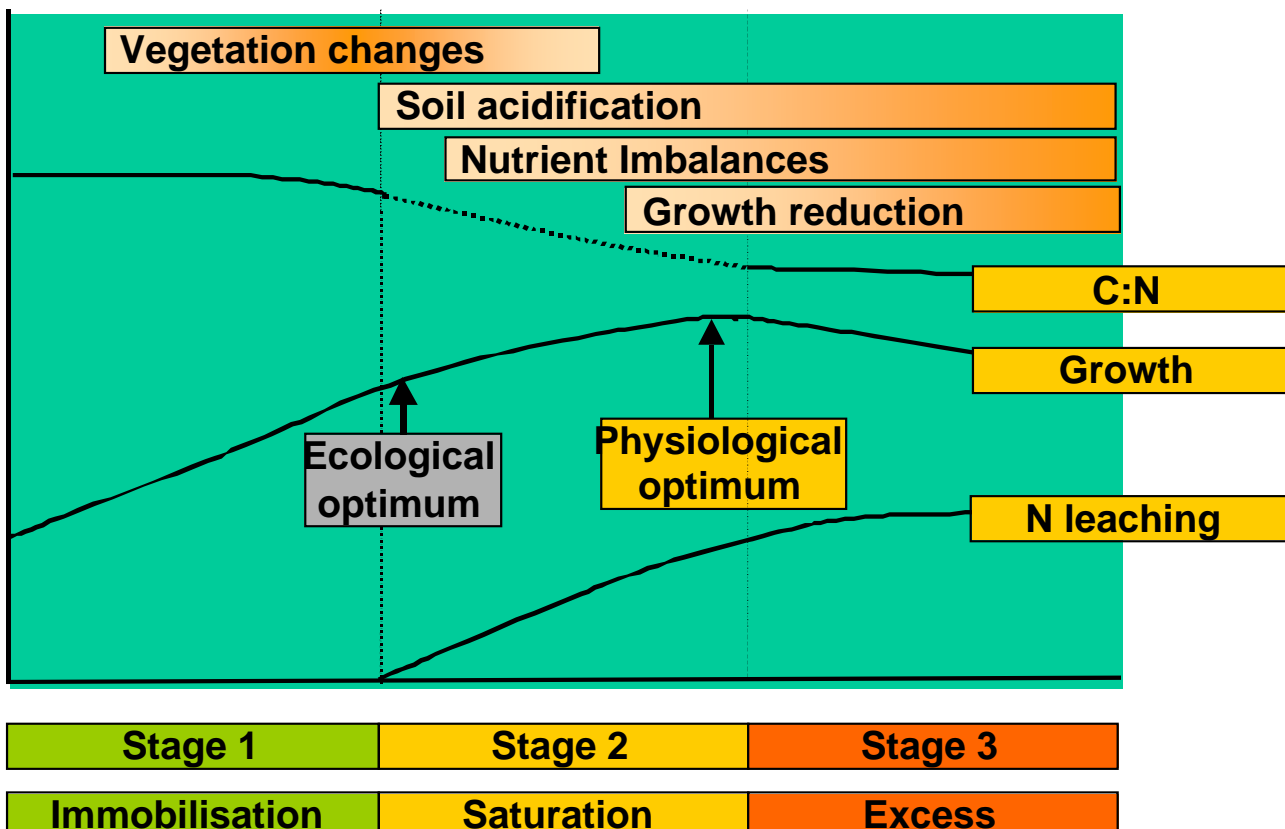 Vegetation changes
Soil acidification
Nutrient Imbalances
Growth reduction
C:N
Growth
Ecological
optimum
Physiological
optimum
N leaching
Stage 1
Stage 2
Stage 3
Immobilisation
Saturation
Excess